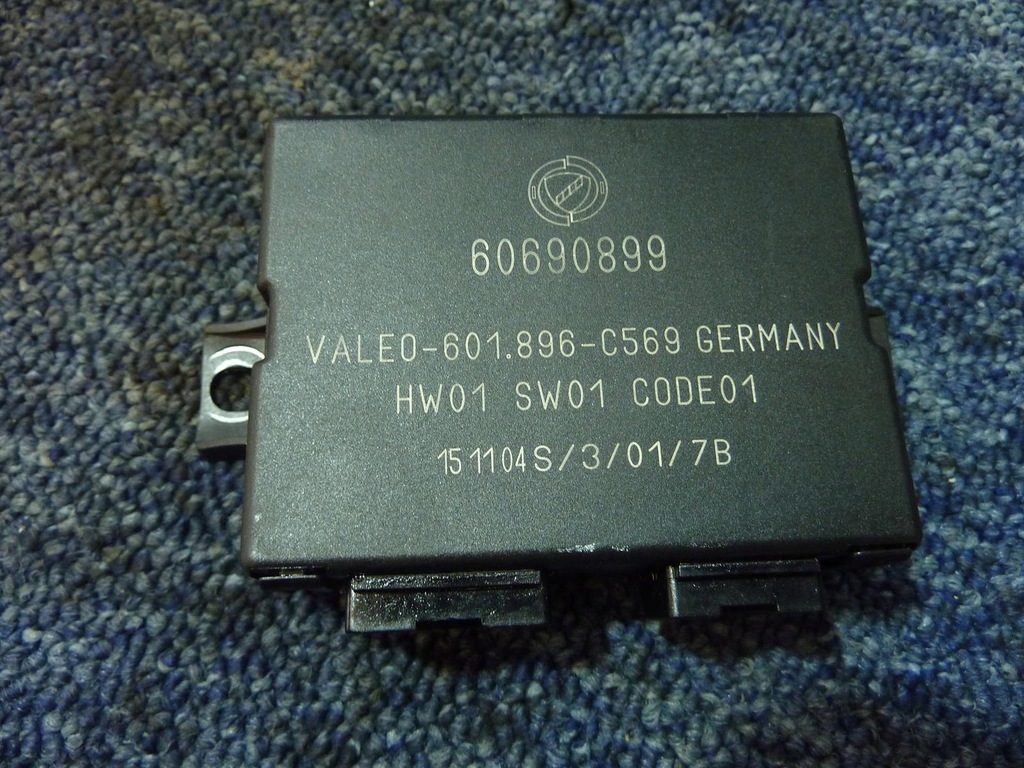 60690899
VALEO-601.896-C569 GERMANY
HW01 SW01 CODE01
151104S/3/01/7B